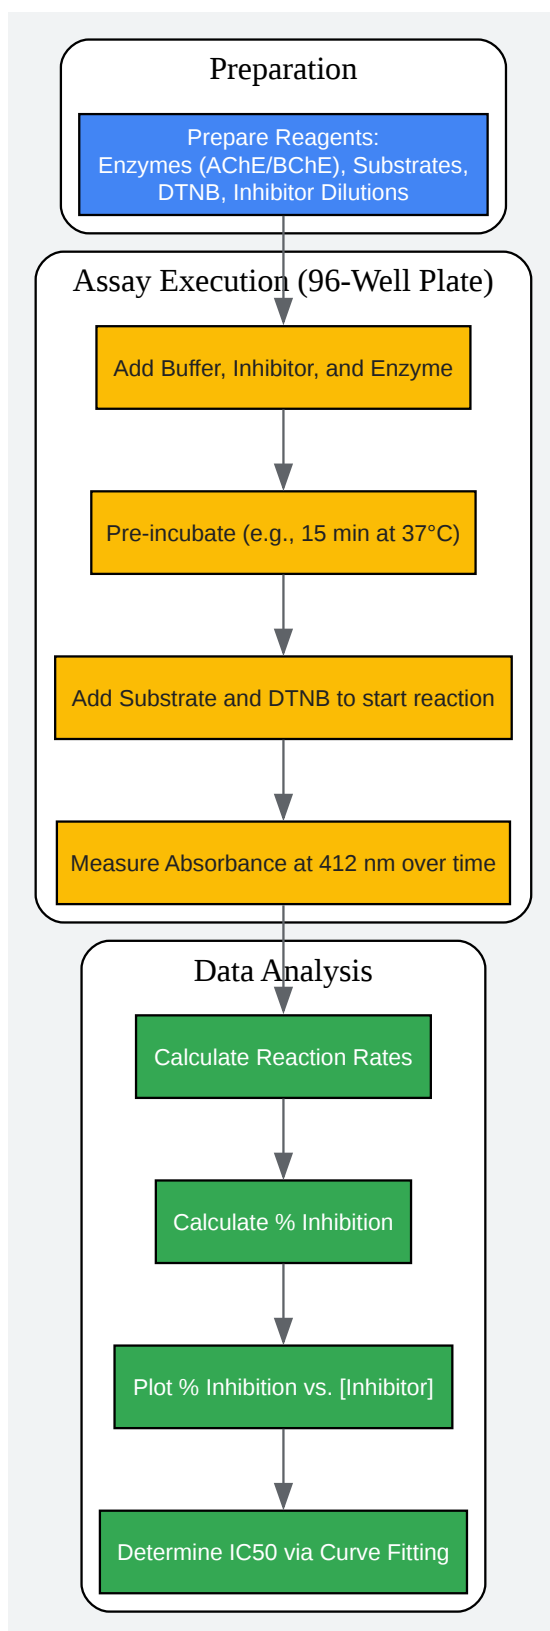 Preparation
Prepare Reagents:
Enzymes (AChE/BChE), Substrates,
DTNB, Inhibitor Dilutions
Assay Execution (96-Well Plate)
Add Buffer, Inhibitor, and Enzyme
Pre-incubate (e.g., 15 min at 37°C)
Add Substrate and DTNB to start reaction
Measure Absorbance at 412 nm over time
Data Analysis
Calculate Reaction Rates
Calculate % Inhibition
Plot % Inhibition vs. [Inhibitor]
Determine IC50 via Curve Fitting